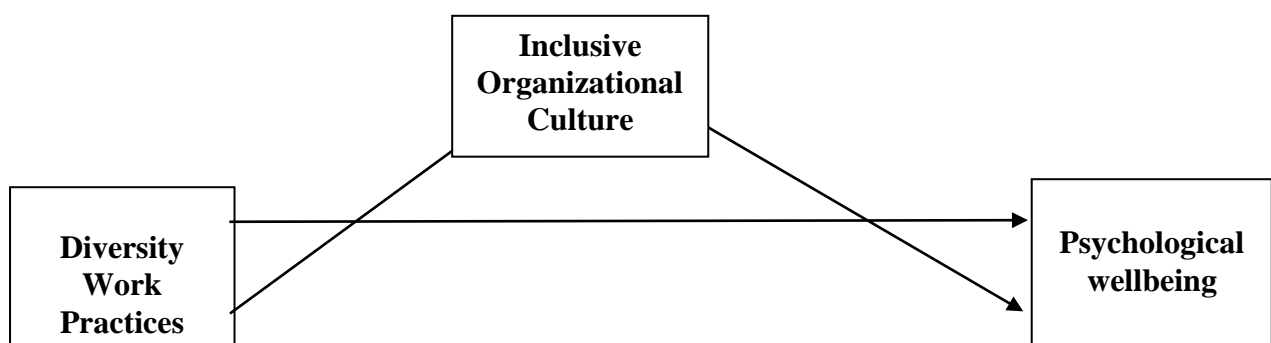 Inclusive
Organizational
Culture
Diversity
Work
Practices
Psychological
wellbeing